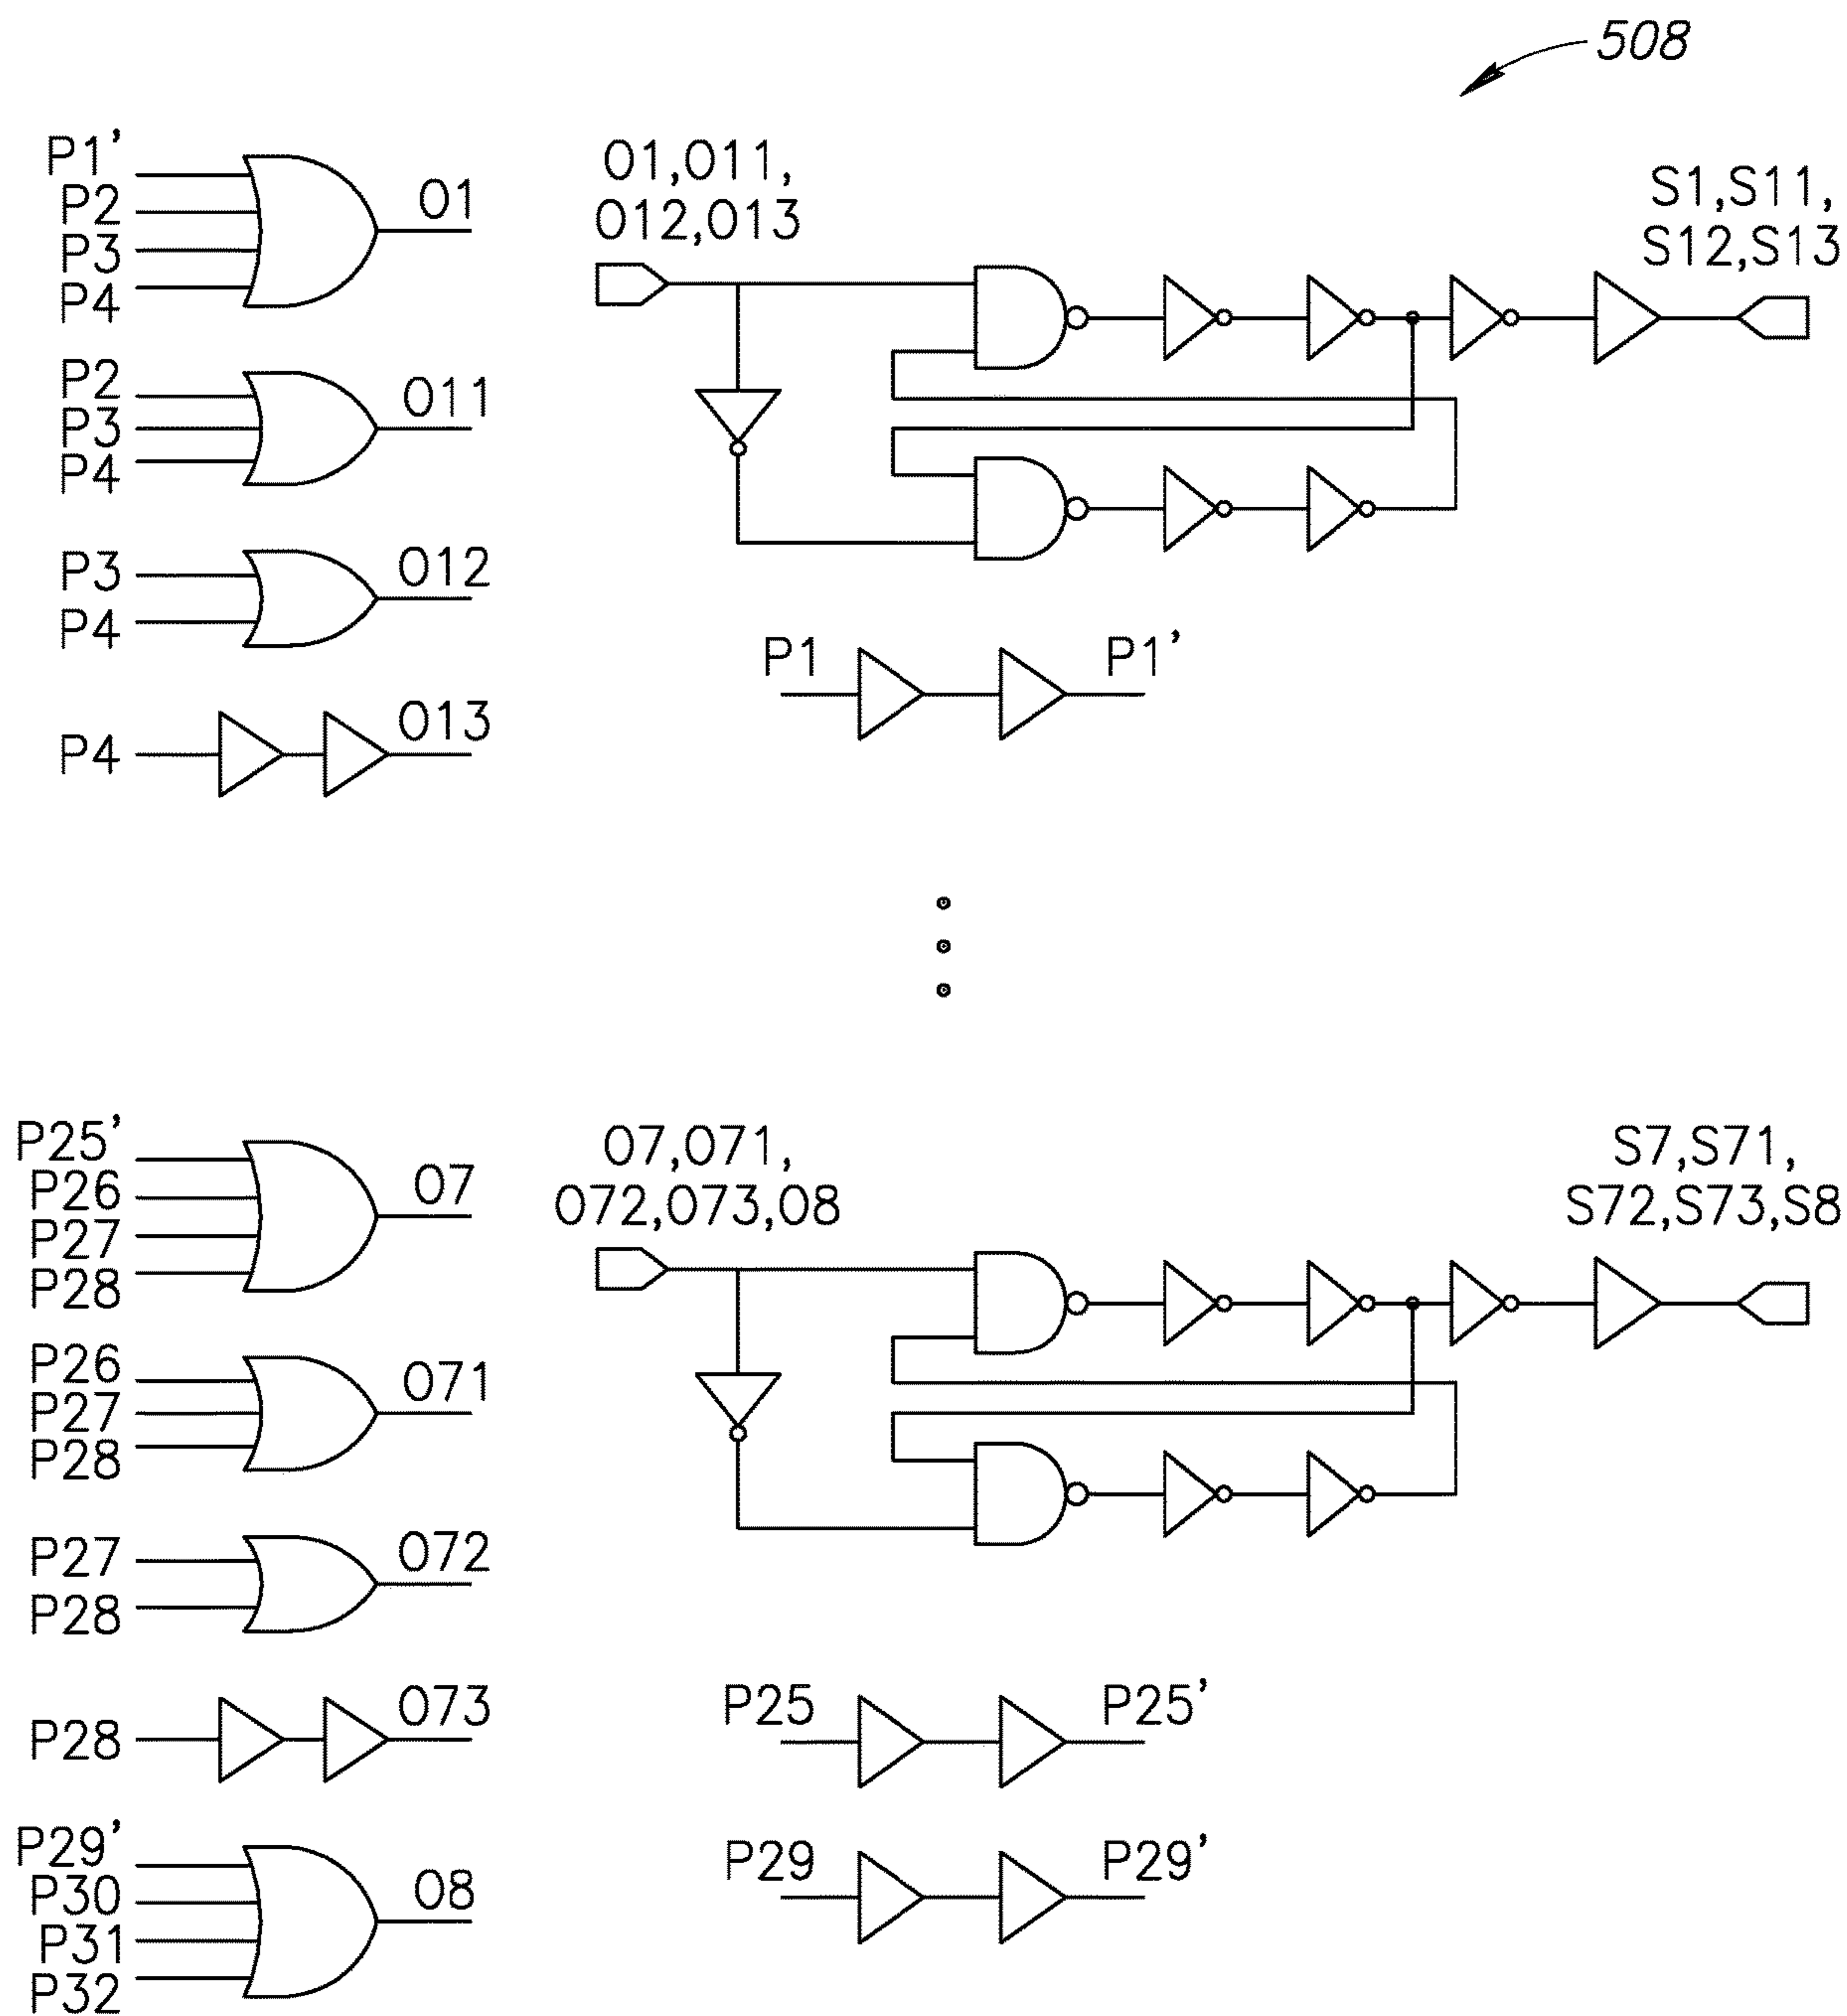 508
P1'
P2
P3
P4
O1
P2
P3
P4
O11
P3
P4
O12
P4
O13
O1,O11,
O12,O13
S1,S11,
S12,S13
P1
P1'
P25'
P26
P27
P28
O7
P26
P27
P28
O71
P27
P28
O72
P28
O73
P29'
P30
P31
P32
O8
O7,O71,
O72,O73,O8
S7,S71,
S72,S73,S8
P25
P25'
P29
P29'